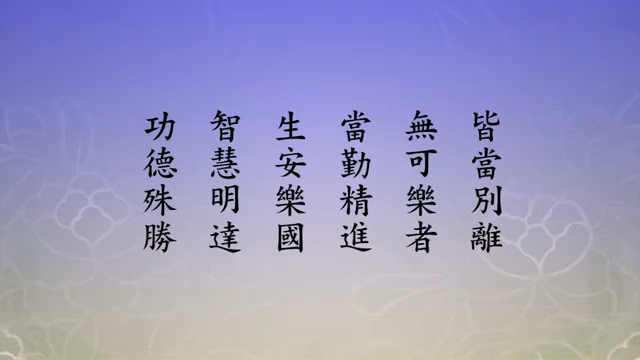 皆當別離
無可樂者
當勤精進
生安樂國
智慧明達
功德殊勝